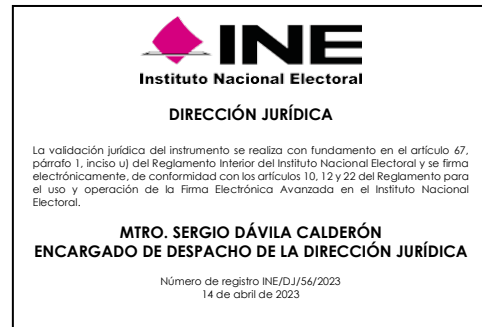 INE
Instituto Nacional Electoral
DIRECCIÓN JURÍDICA
La validación jurídica del instrumento se realiza con fundamento en el artículo 67,
párrafo 1, inciso u) del Reglamento Interior del Instituto Nacional Electoral y se firma
electrónicamente, de conformidad con los artículos 10, 12 y 22 del Reglamento para
el uso y operación de la Firma Electrónica Avanzada en el Instituto Nacional
Electoral.
MTRO. SERGIO DÁVILA CALDERÓN
ENCARGADO DE DESPACHO DE LA DIRECCIÓN JURÍDICA
Número de registro INE/DJ/56/2023
14 de abril de 2023